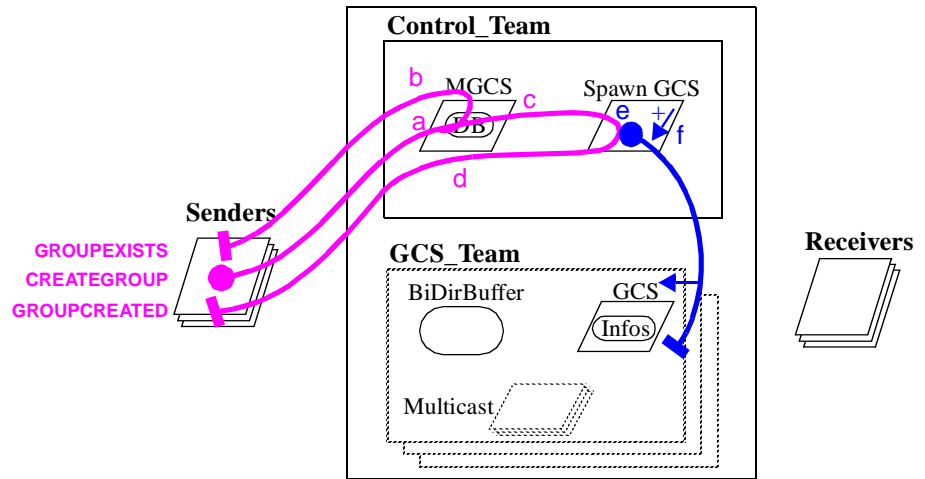 Control_Team
b
MGCS
c
Spawn GCS
a
DB
e
+
f
d
Senders
GROUPEXISTS
CREATEGROUP
GROUPCREATED
GCS_Team
BiDirBuffer
GCS
Infos
Multicast
Receivers